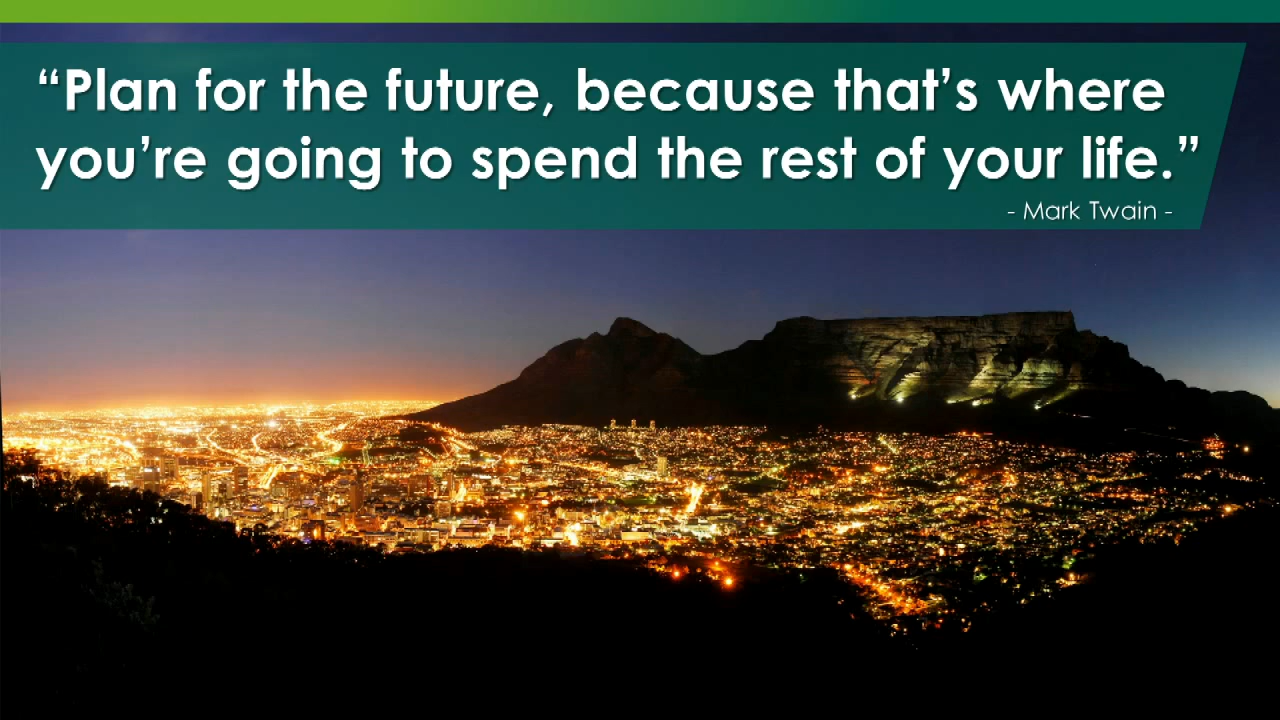 “Plan for the future, because that’s where
you’re going to spend the rest of your life.”
- Mark Twain -